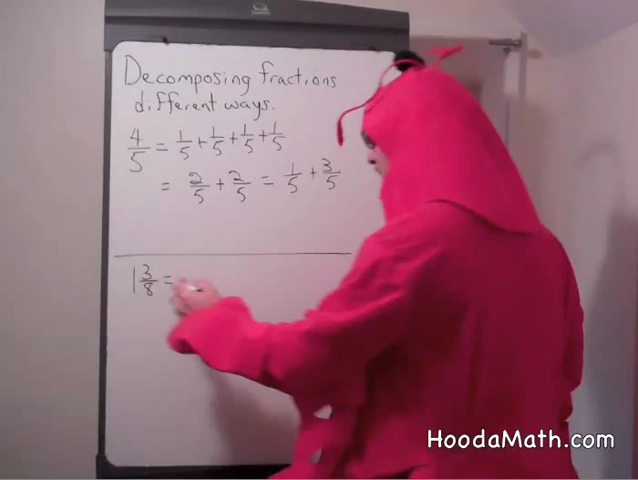 Decomposing fractions
different ways.
4/5 = 1/5 + 1/5 + 1/5 + 1/5
= 2/5 + 2/5 = 1/5 + 3/5
1 3/8 =
HoodaMath.com